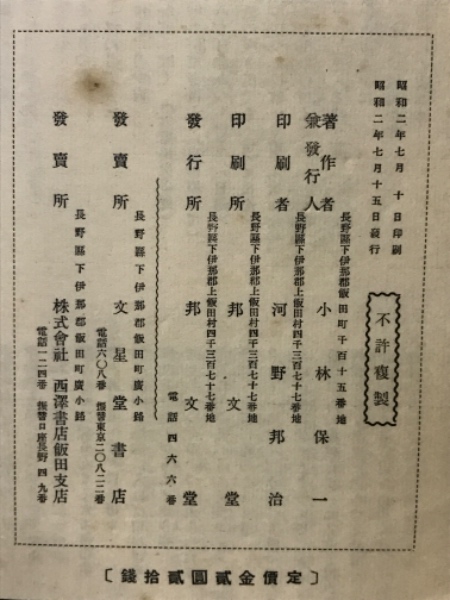 昭和二年七月十日印刷
昭和二年七月十五日發行
不許複製
著作者兼發行人
長野縣下伊那郡飯田町千百十五番地
小林保一
印刷者
長野縣下伊那郡上飯田村四千三百七十七番地
河野邦治
印刷所
長野縣下伊那郡上飯田村四千三百七十七番地
邦文堂
發行所
長野縣下伊那郡上飯田村四千三百七十七番地
邦文堂
電話四六六番
發賣所
長野縣下伊那郡飯田町廣小路
文星堂書店
電話六〇八番 振替東京二〇八二二番
發賣所
長野縣下伊那郡飯田町廣小路
株式會社 西澤書店飯田支店
電話一二四番 振替口座長野四九番
〔定價金貳圓貳拾錢〕